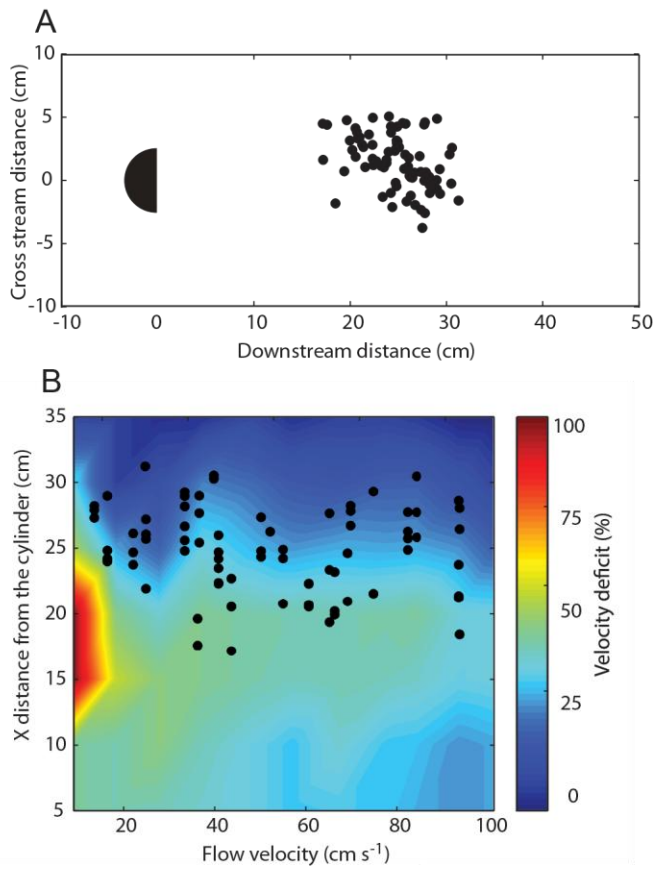 A
10
5
0
-5
-10
Cross stream distance (cm)
-10 0 10 20 30 40 50
Downstream distance (cm)
B
35
30
25
20
15
10
5
X distance from the cylinder (cm)
20 40 60 80 100
Flow velocity (cm s⁻¹)
100
75
50
25
0
Velocity deficit (%)